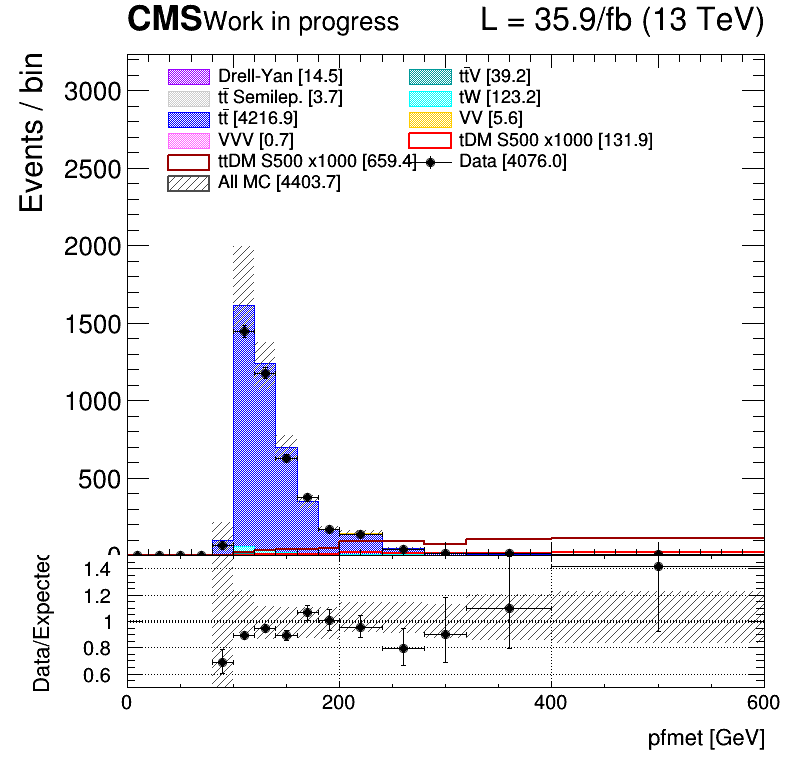 CMS Work in progress L = 35.9/fb (13 TeV)
Events / bin
Drell-Yan [14.5] tt̄V [39.2]
tt̄ Semilep. [3.7] tW [123.2]
tt̄ [4216.9] VV [5.6]
VVV [0.7] tDM S500 x1000 [131.9]
ttDM S500 x1000 [659.4] Data [4076.0]
All MC [4403.7]
3000
2500
2000
1500
1000
500
0
Data/Expected
1.4
1.2
1
0.8
0.6
0 200 400 600
pfmet [GeV]